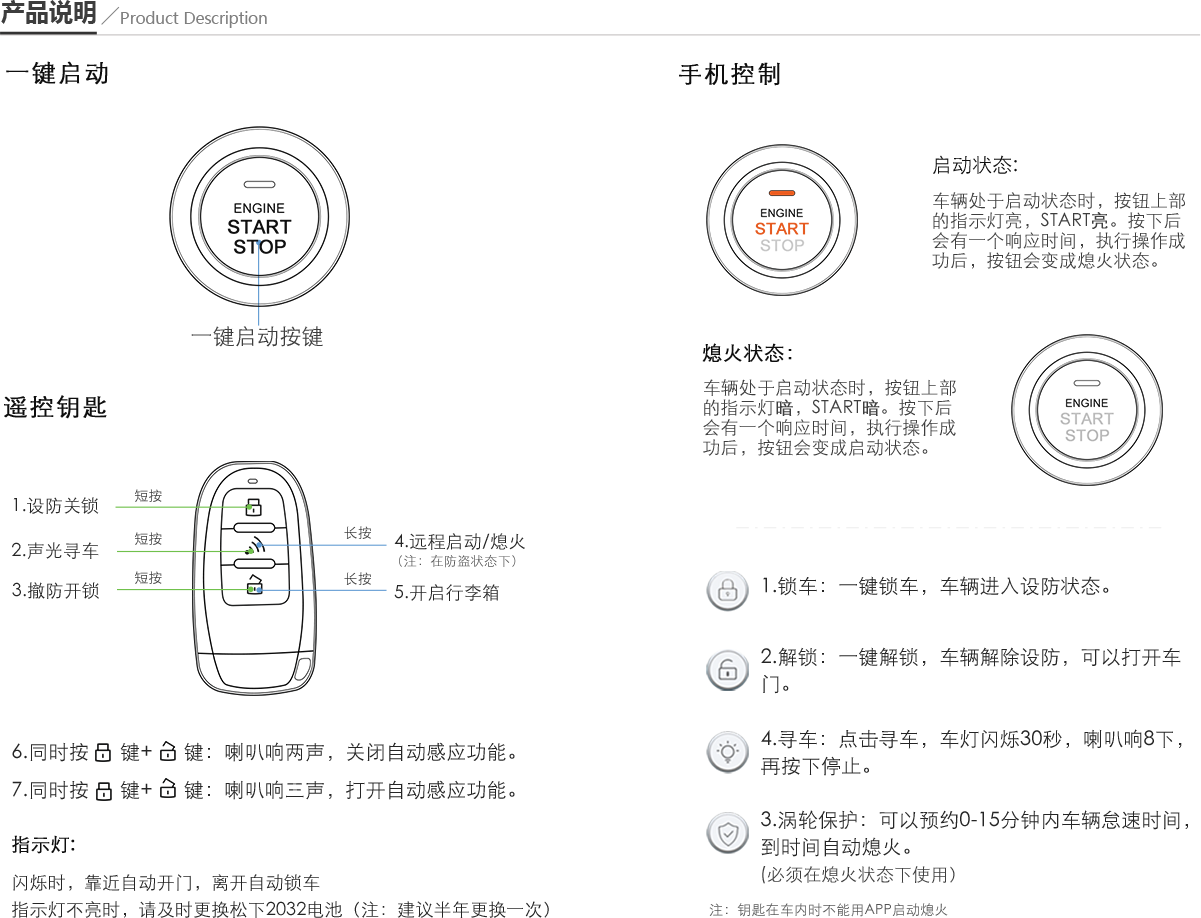 产品说明
Product Description
一键启动
ENGINE
START
STOP
一键启动按键
遥控钥匙
1.设防关锁
短按
2.声光寻车
短按
3.撤防开锁
短按
长按
4.远程启动/熄火
（注：在防盗状态下）
长按
5.开启行李箱
6.同时按 键+ 键：喇叭响两声，关闭自动感应功能。
7.同时按 键+ 键：喇叭响三声，打开自动感应功能。
指示灯:
闪烁时，靠近自动开门，离开自动锁车
指示灯不亮时，请及时更换松下2032电池（注：建议半年更换一次）
手机控制
ENGINE
START
STOP
启动状态:
车辆处于启动状态时，按钮上部
的指示灯亮，START亮。按下后
会有一个响应时间，执行操作成
功后，按钮会变成熄火状态。
熄火状态:
车辆处于启动状态时，按钮上部
的指示灯暗，START暗。按下后
会有一个响应时间，执行操作成
功后，按钮会变成启动状态。
ENGINE
START
STOP
1.锁车：一键锁车，车辆进入设防状态。
2.解锁：一键解锁，车辆解除设防，可以打开车
门。
4.寻车：点击寻车，车灯闪烁30秒，喇叭响8下，
再按下停止。
3.涡轮保护：可以预约0-15分钟内车辆怠速时间，
到时间自动熄火。
(必须在熄火状态下使用）
注：钥匙在车内时不能用APP启动熄火